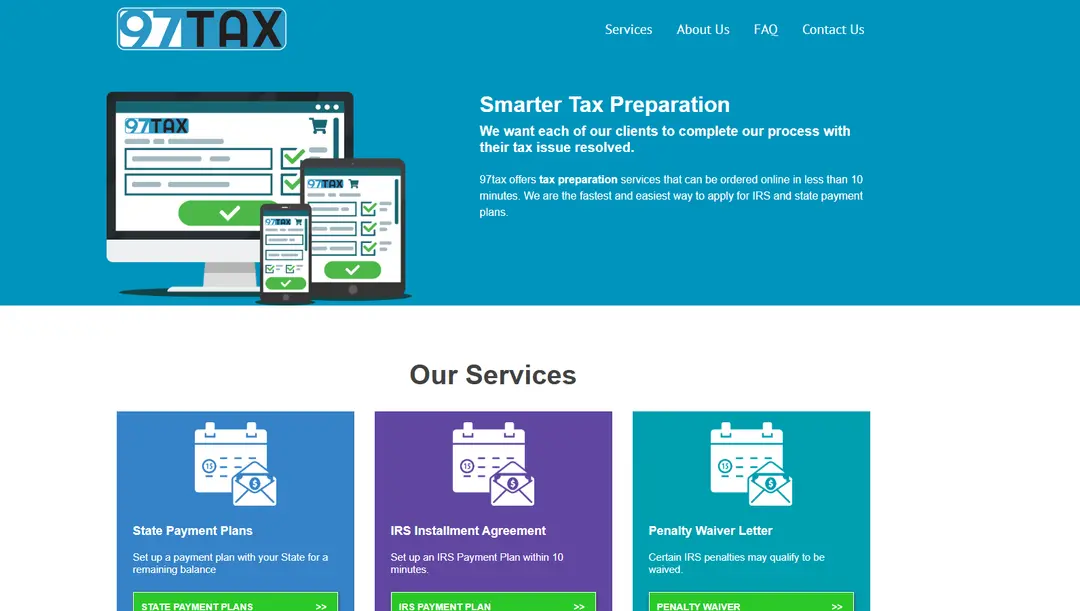 97TAX
Services
About Us
FAQ
Contact Us
97TAX
97TAX
97TAX
Smarter Tax Preparation
We want each of our clients to complete our process with
their tax issue resolved.
97tax offers tax preparation services that can be ordered online in less than 10
minutes. We are the fastest and easiest way to apply for IRS and state payment
plans.
Our Services
15
$
State Payment Plans
Set up a payment plan with your State for a
remaining balance
STATE PAYMENT PLANS >>
15
$
IRS Installment Agreement
Set up an IRS Payment Plan within 10
minutes.
IRS PAYMENT PLAN >>
15
$
Penalty Waiver Letter
Certain IRS penalties may qualify to be
waived.
PENALTY WAIVER >>